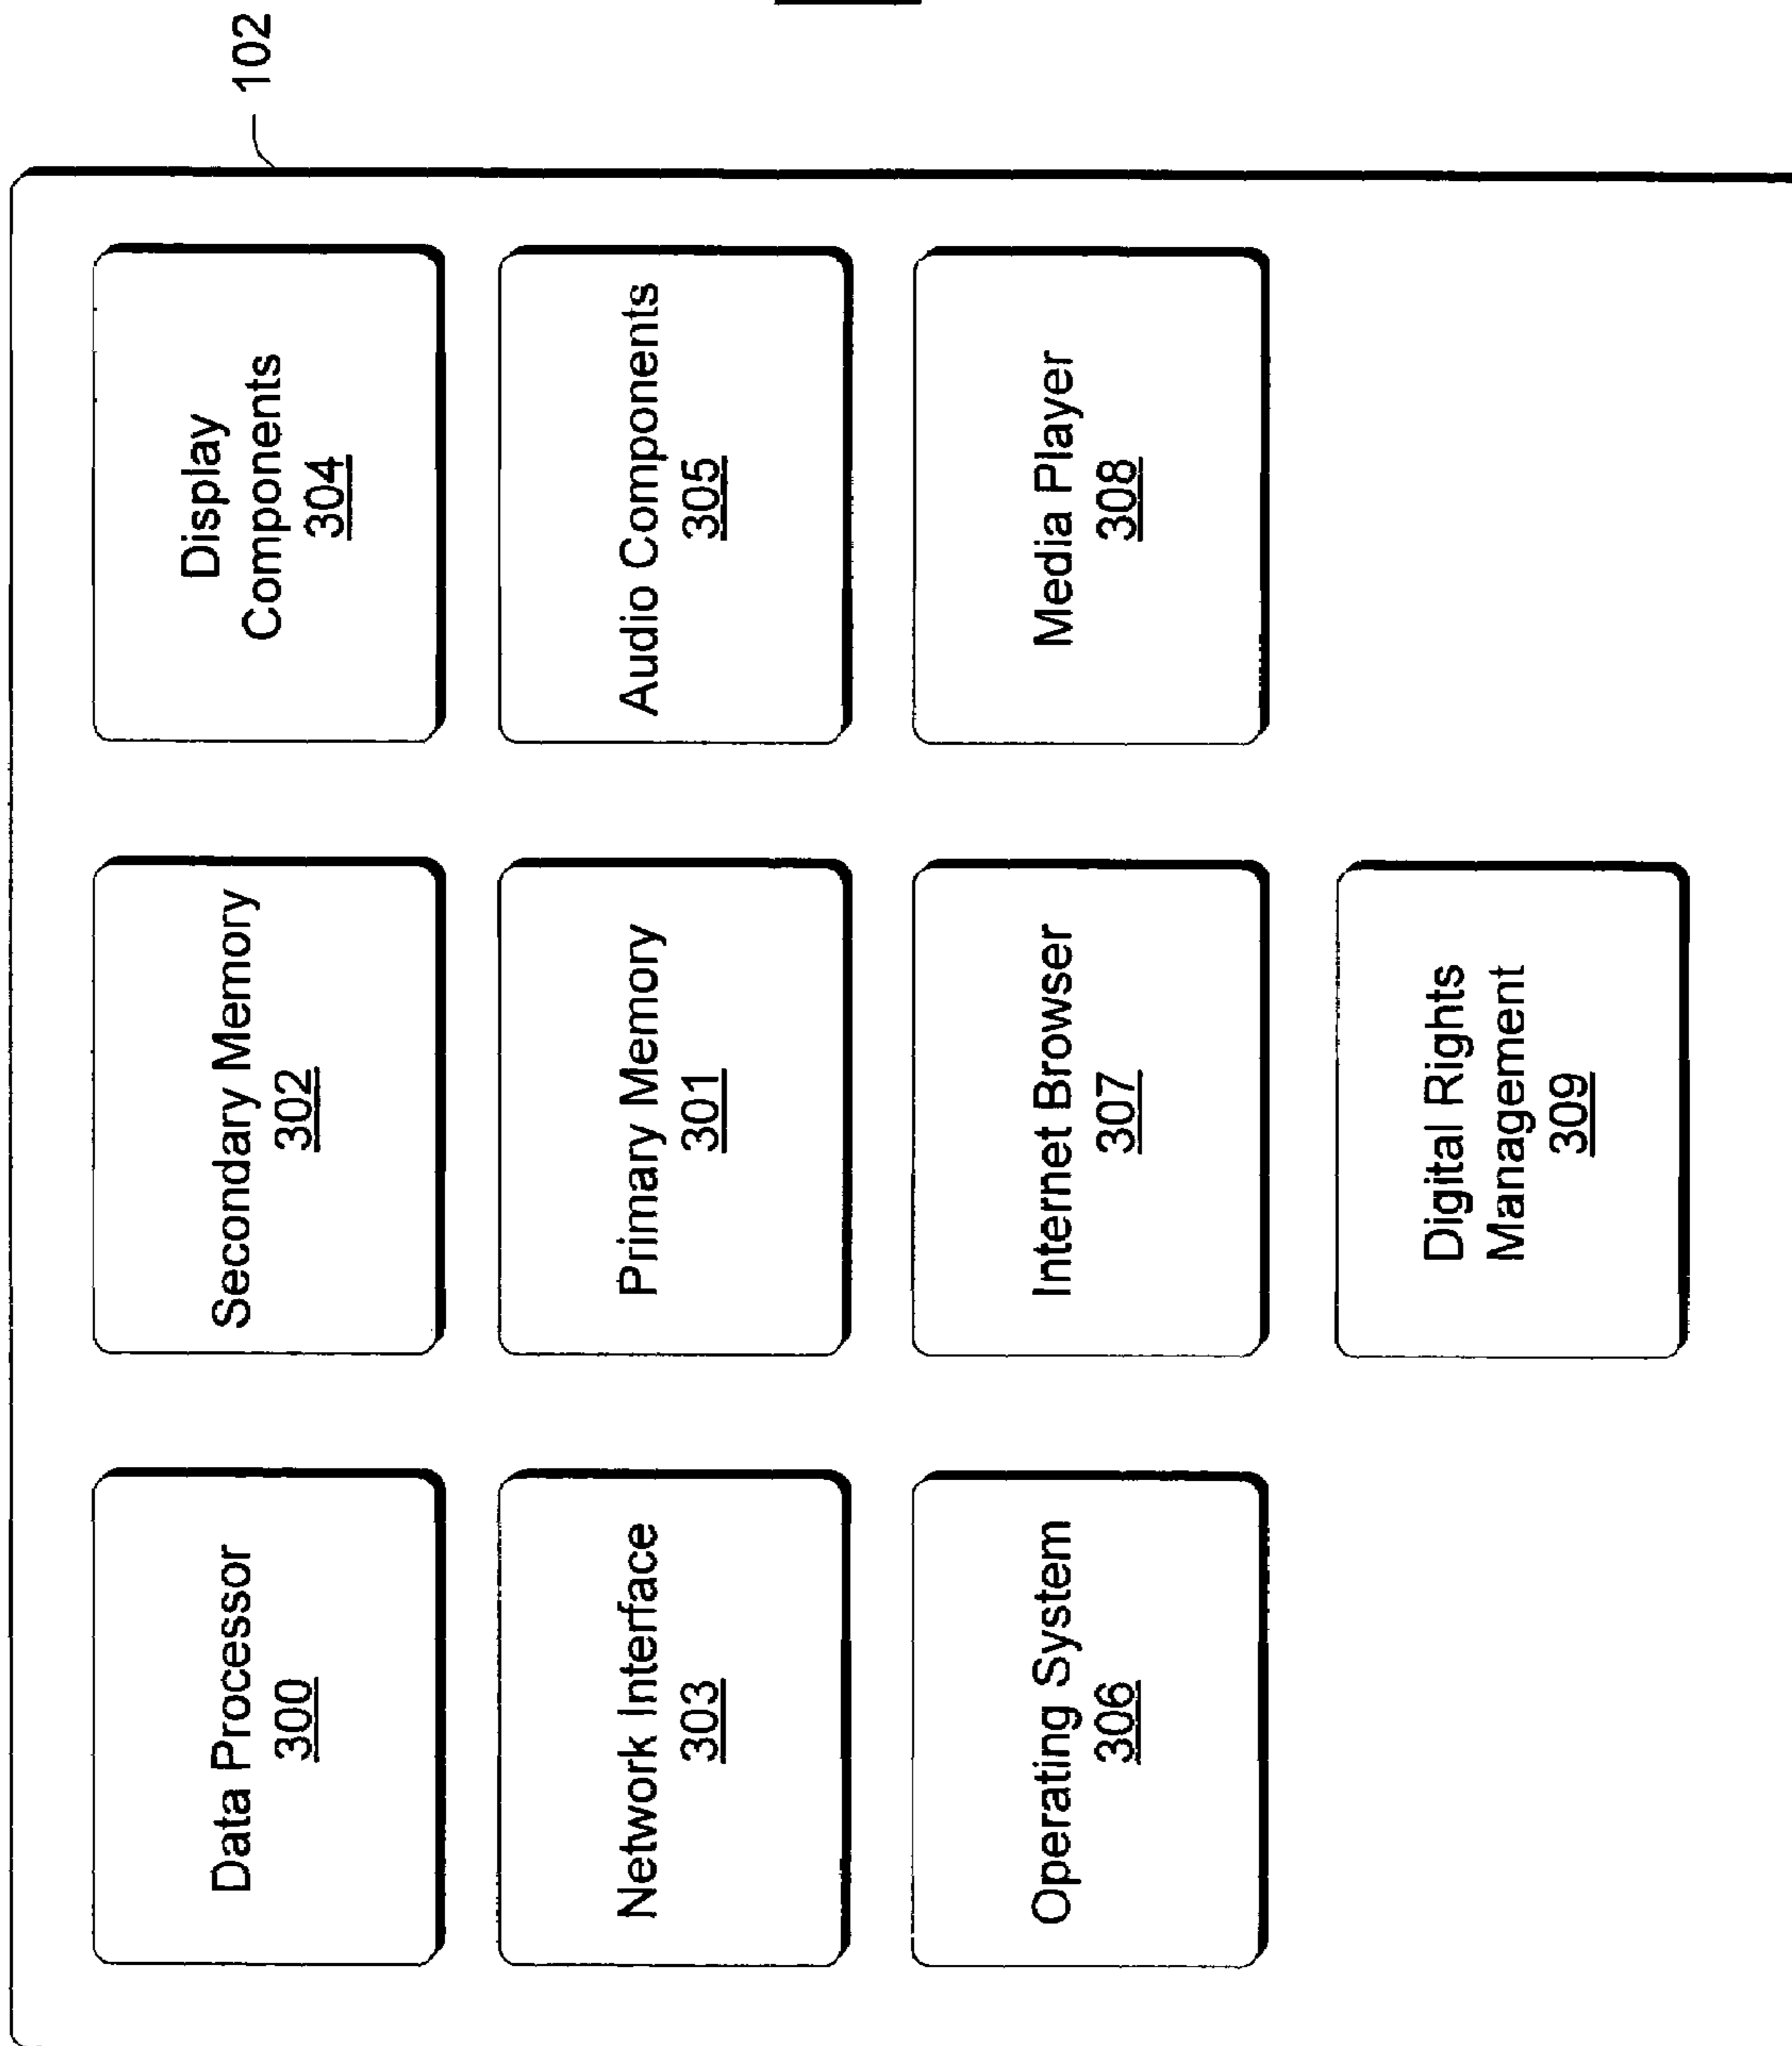 102
Data Processor
300
Secondary Memory
302
Display
Components
304
Network Interface
303
Primary Memory
301
Audio Components
305
Operating System
306
Internet Browser
307
Media Player
308
Digital Rights
Management
309